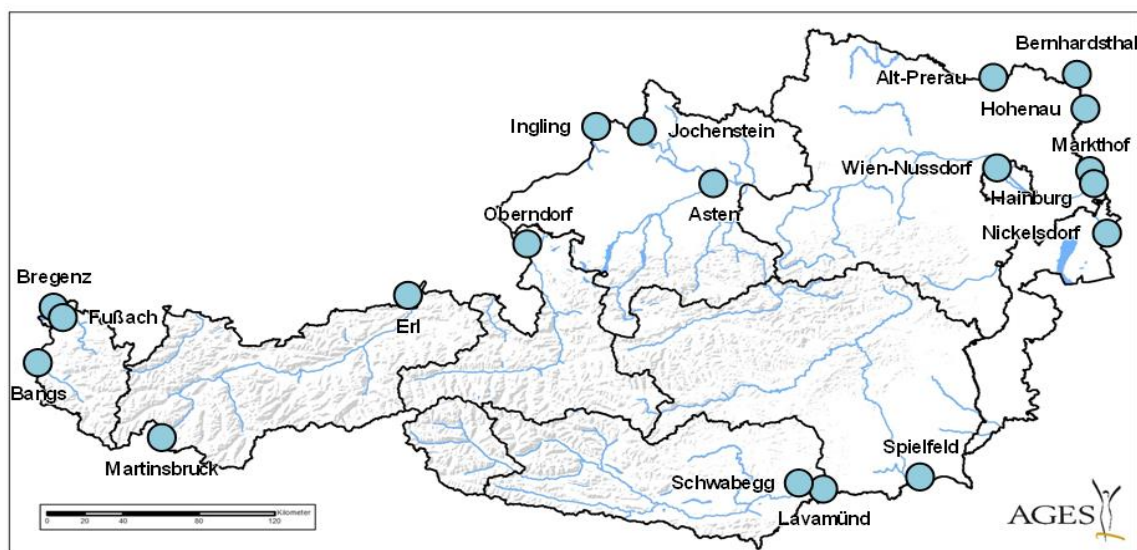 Bernhardsthal
Alt-Prerau
Hohenau
Ingling
Jochenstein
Markthof
Wien-Nussdorf
Hainburg
Asten
Oberndorf
Nickelsdorf
Bregenz
Fußach
Erl
Bangs
Martinsbruck
Spielfeld
Schwabegg
Lavamünd
Kilometer
0 20 40 80 120
AGES